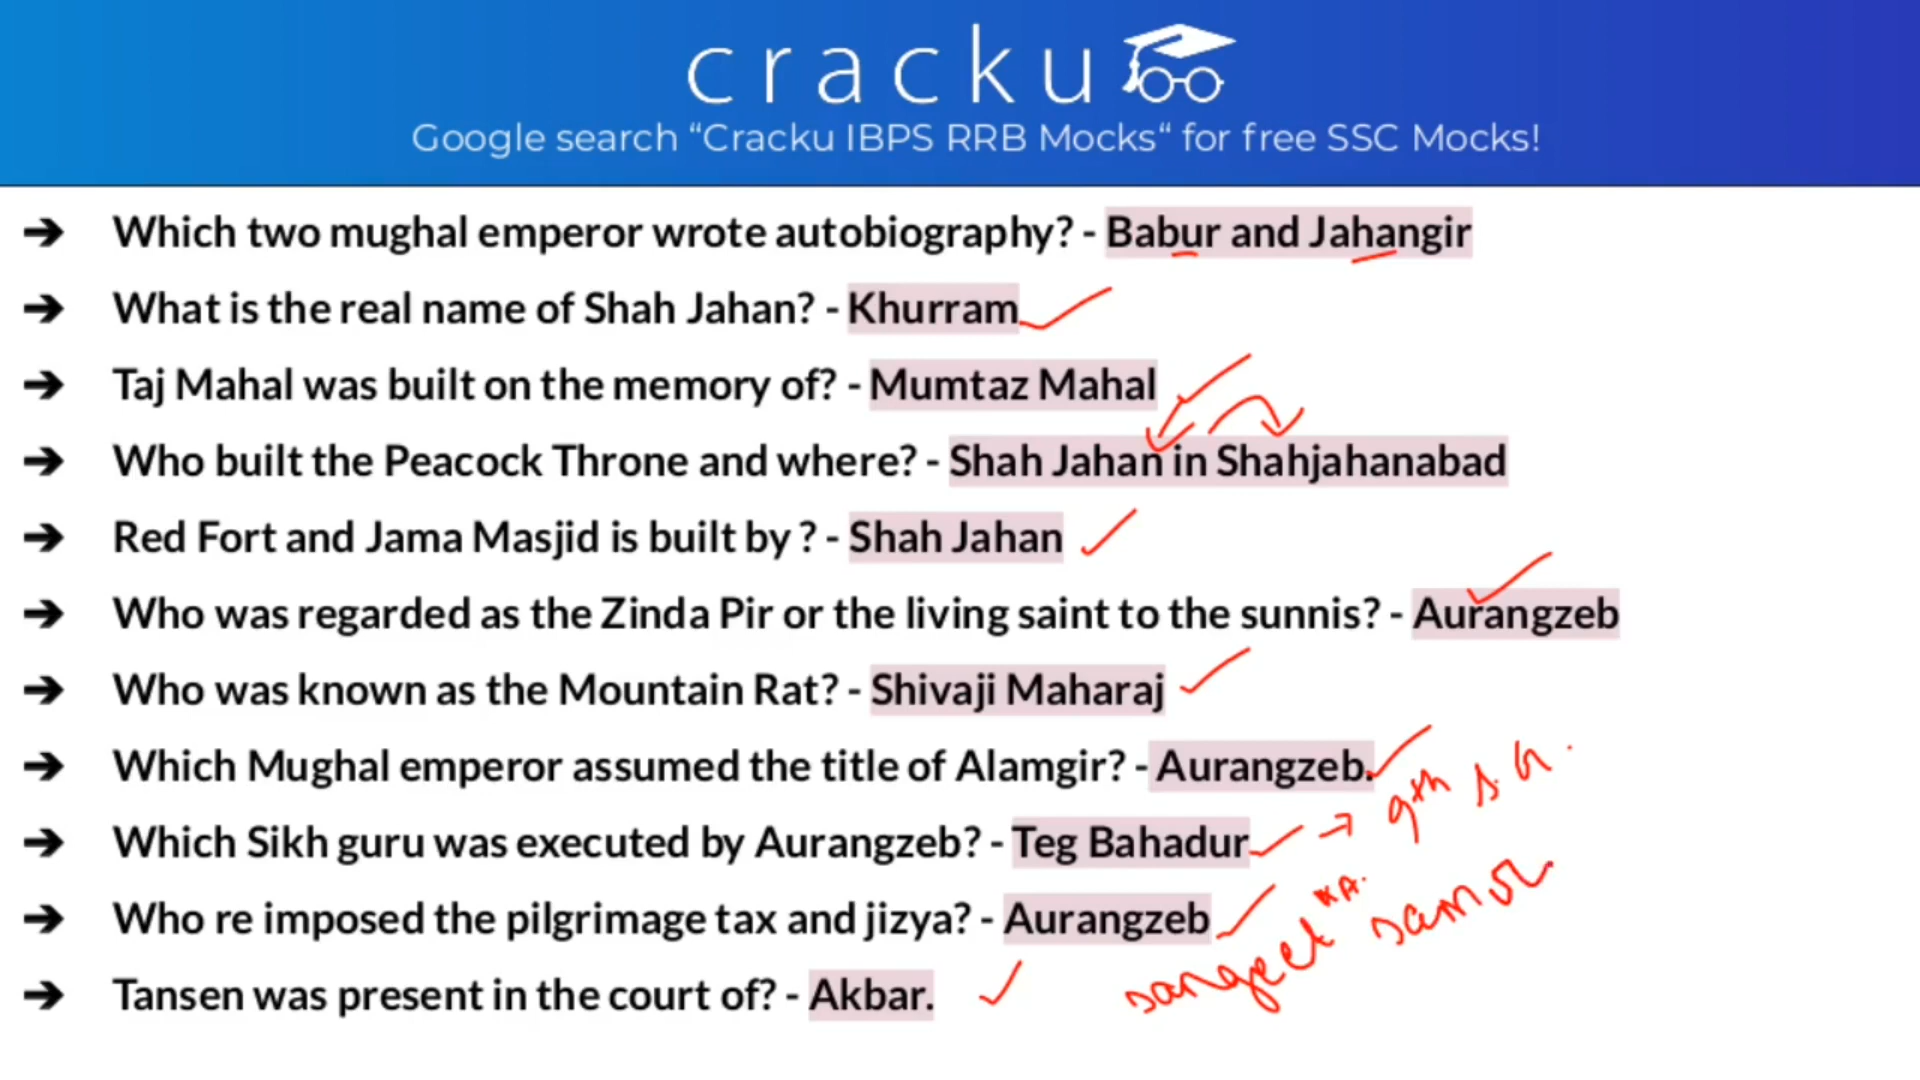 cracku
Google search “Cracku IBPS RRB Mocks“ for free SSC Mocks!
➔ Which two mughal emperor wrote autobiography? - Babur and Jahangir
➔ What is the real name of Shah Jahan? - Khurram
➔ Taj Mahal was built on the memory of? - Mumtaz Mahal
➔ Who built the Peacock Throne and where? - Shah Jahan in Shahjahanabad
➔ Red Fort and Jama Masjid is built by ? - Shah Jahan
➔ Who was regarded as the Zinda Pir or the living saint to the sunnis? - Aurangzeb
➔ Who was known as the Mountain Rat? - Shivaji Maharaj
➔ Which Mughal emperor assumed the title of Alamgir? - Aurangzeb.
➔ Which Sikh guru was executed by Aurangzeb? - Teg Bahadur → 9th S.G.
➔ Who re imposed the pilgrimage tax and jizya? - Aurangzeb
➔ Tansen was present in the court of? - Akbar.
sangeet